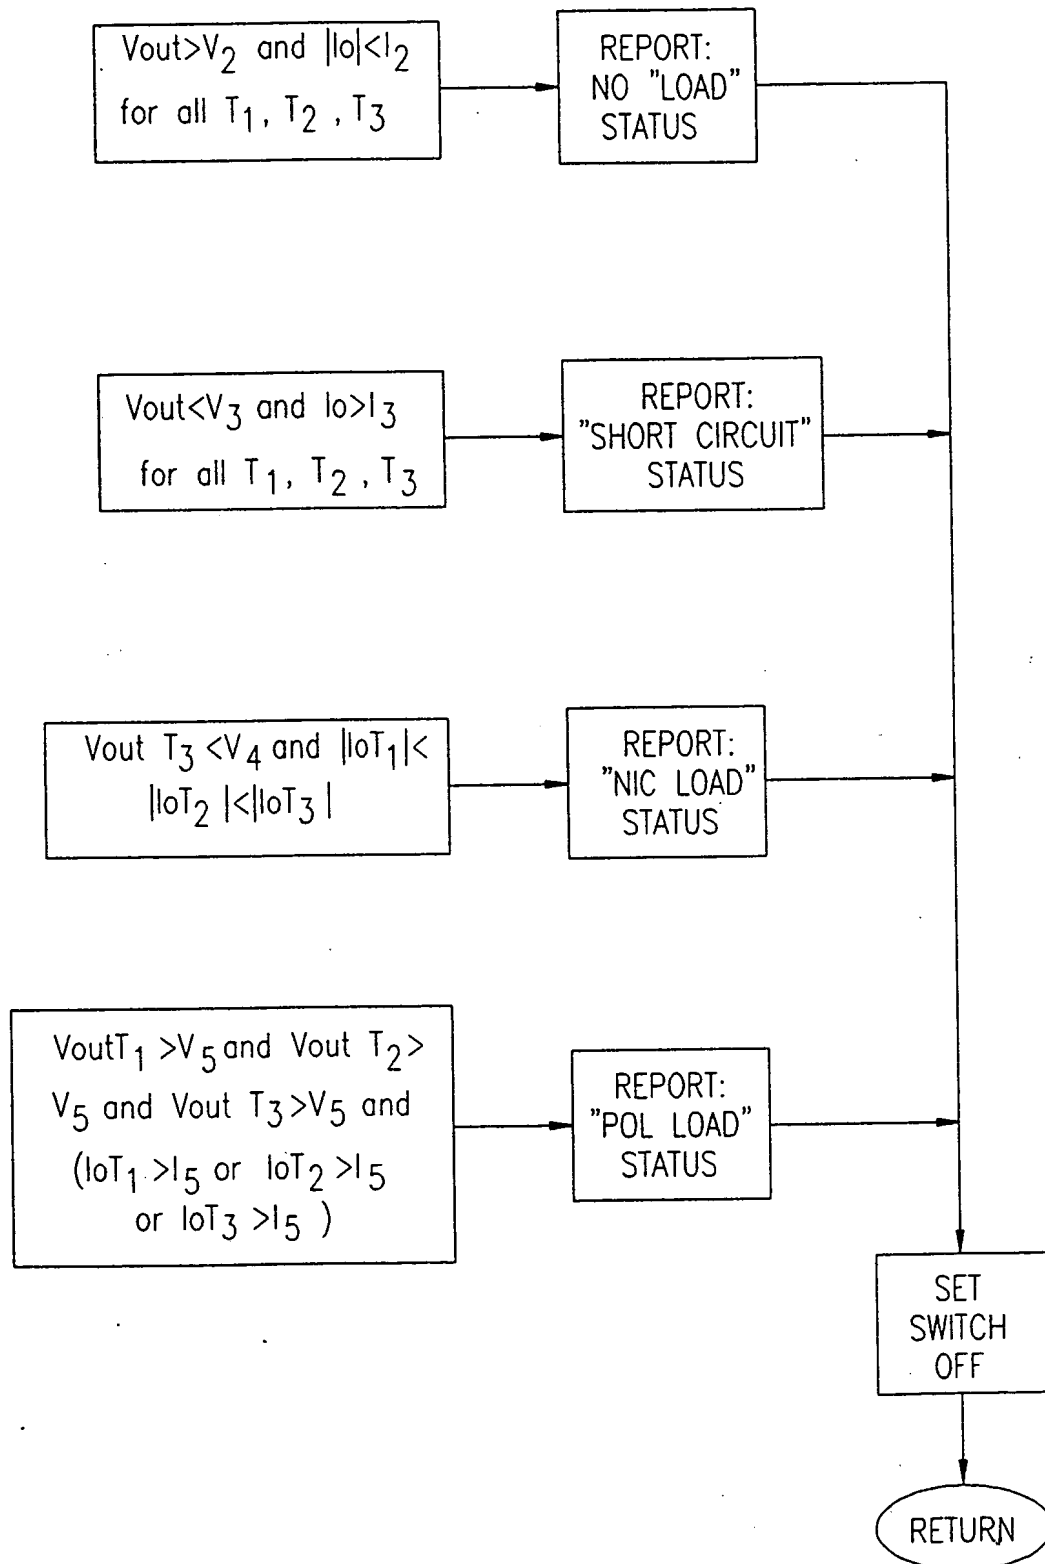 Vout>V2 and |Io|<I2
for all T1, T2 , T3
REPORT:
NO "LOAD"
STATUS
Vout<V3 and Io>I3
for all T1, T2 , T3
REPORT:
"SHORT CIRCUIT"
STATUS
Vout T3 <V4 and |IoT1|<
|IoT2 |<|IoT3 |
REPORT:
"NIC LOAD"
STATUS
VoutT1 >V5 and Vout T2>
V5 and Vout T3>V5 and
(IoT1 >I5 or IoT2 >I5
or IoT3 >I5 )
REPORT:
"POL LOAD"
STATUS
SET
SWITCH
OFF
RETURN